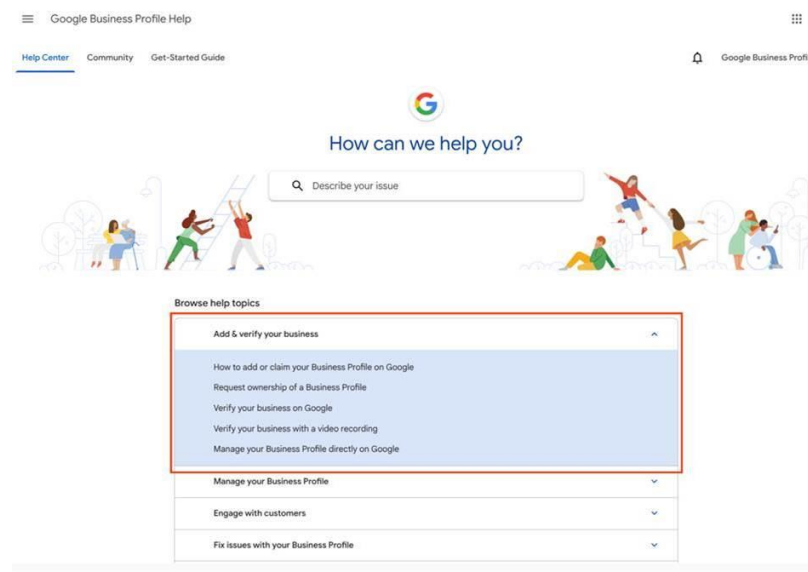 Google Business Profile Help
Help Center Community Get-Started Guide Google Business Profi
How can we help you?
Describe your issue
Browse help topics
Add & verify your business
How to add or claim your Business Profile on Google
Request ownership of a Business Profile
Verify your business on Google
Verify your business with a video recording
Manage your Business Profile directly on Google
Manage your Business Profile
Engage with customers
Fix issues with your Business Profile